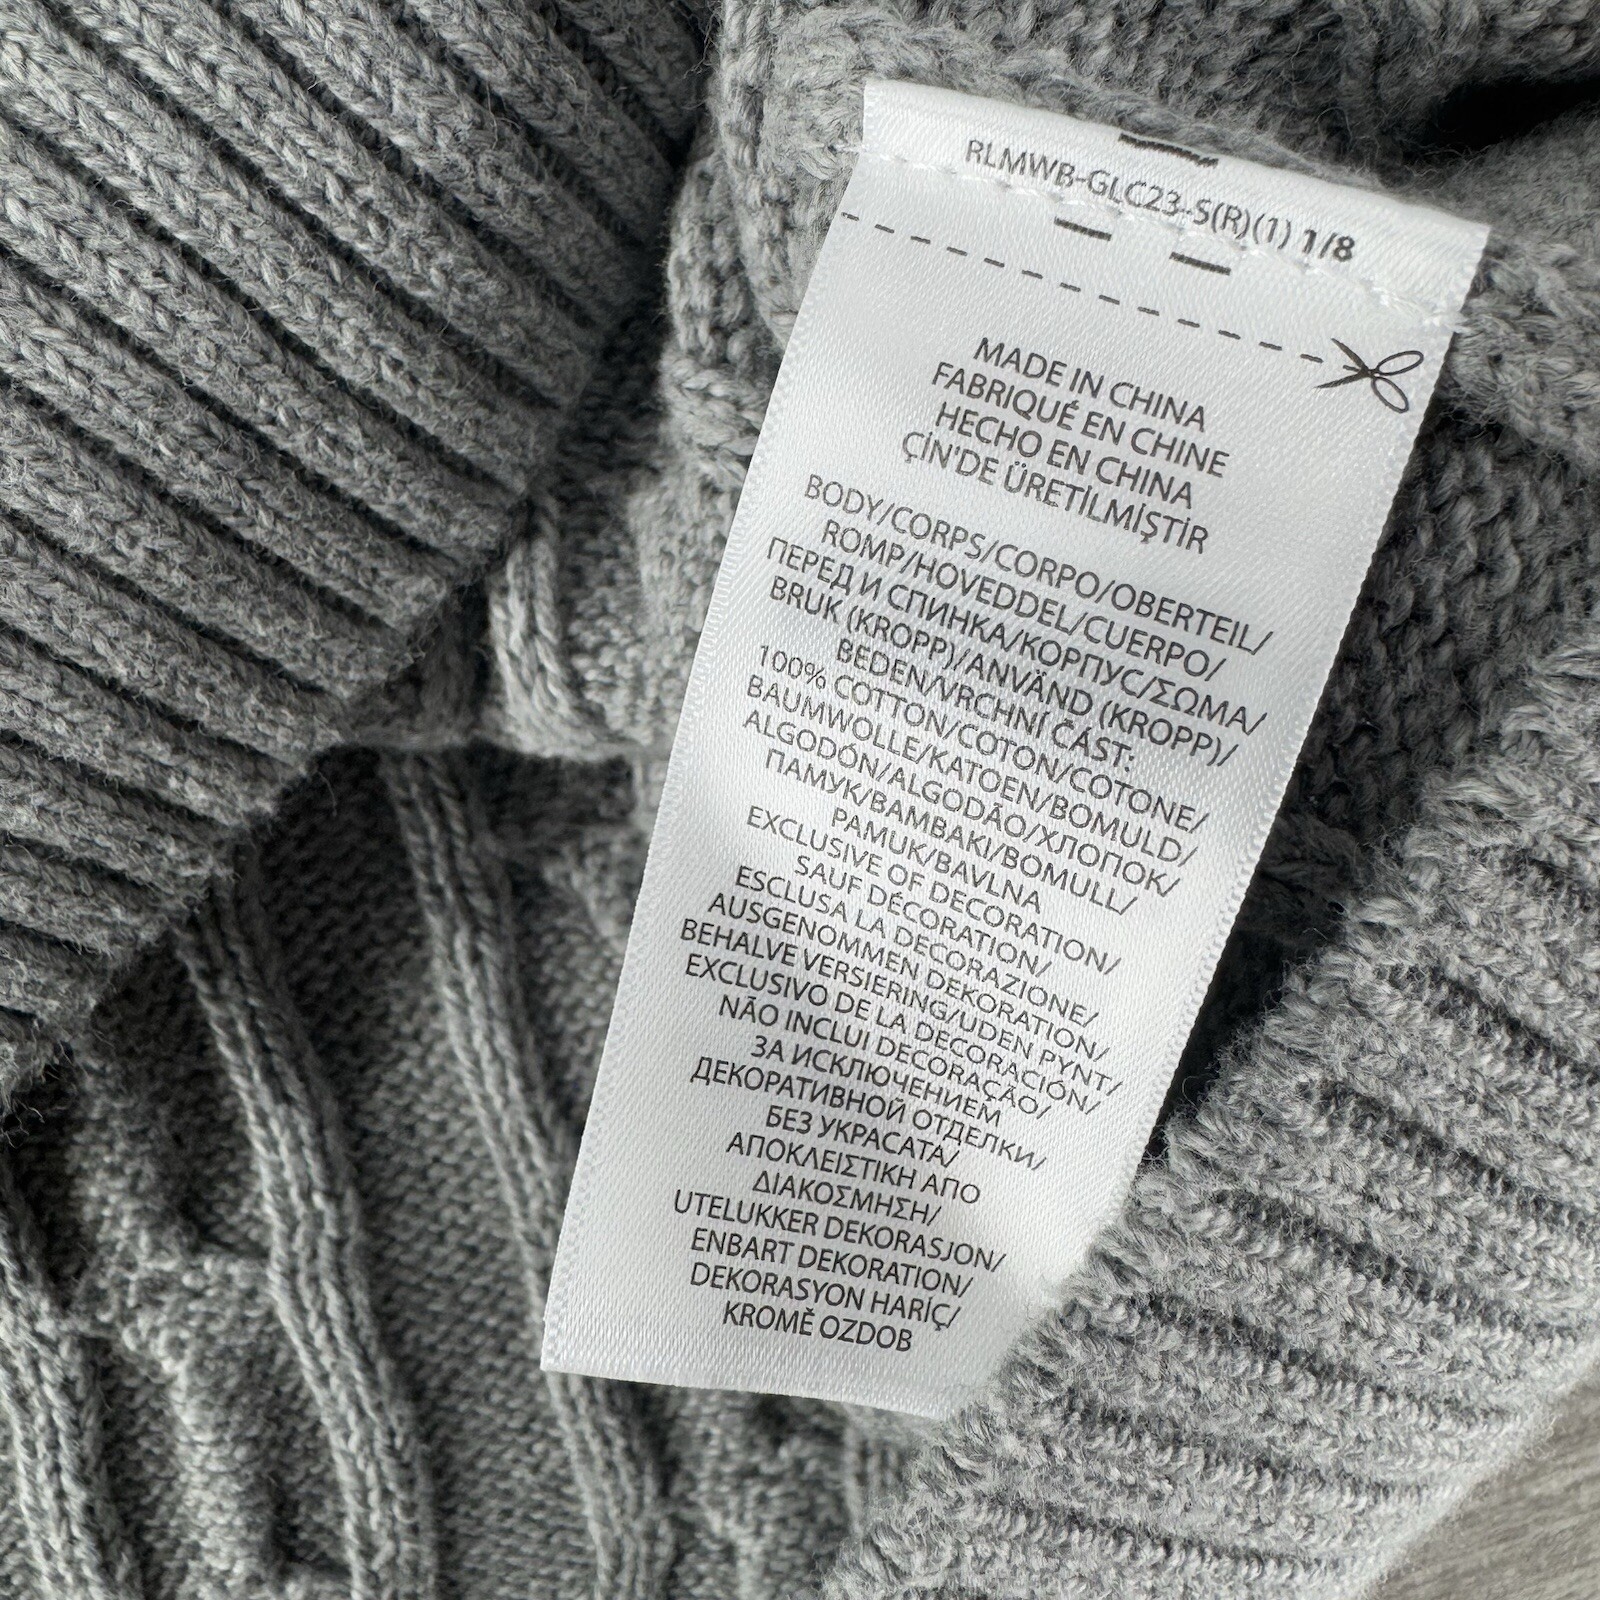 RLMWB-GLC23-S(R)(1) 1/8
MADE IN CHINA
FABRIQUÉ EN CHINE
HECHO EN CHINA
ÇİN'DE ÜRETİLMİŞTİR
BODY/CORPS/CORPO/OBERTEIL/
ROMP/HOVEDDEL/CUERPO/
ПЕРЕД И СПИНКА/КОРПУС/ΣΩΜΑ/
BRUK (KROPP)/ANVÄND (KROPP)/
BEDEN/VRCHNÍ ČÁST:
100% COTTON/COTON/COTONE/
BAUMWOLLE/KATOEN/BOMULD/
ALGODÓN/ALGODÃO/ХЛОПОК/
ПАМУК/ΒΑΜΒΑΚΙ/BOMULL/
PAMUK/BAVLNA
EXCLUSIVE OF DECORATION/
SAUF DÉCORATION/
ESCLUSA LA DECORAZIONE/
AUSGENOMMEN DEKORATION/
BEHALVE VERSIERING/UDEN PYNT/
EXCLUSIVO DE LA DECORACIÓN/
NÃO INCLUI DECORAÇÃO/
ЗА ИСКЛЮЧЕНИЕМ
ДЕКОРАТИВНОЙ ОТДЕЛКИ/
БЕЗ УКРАСАТА/
ΑΠΟΚΛΕΙΣΤΙΚΗ ΑΠΟ
ΔΙΑΚΟΣΜΗΣΗ/
UTELUKKER DEKORASJON/
ENBART DEKORATION/
DEKORASYON HARİÇ/
KROMĚ OZDOB